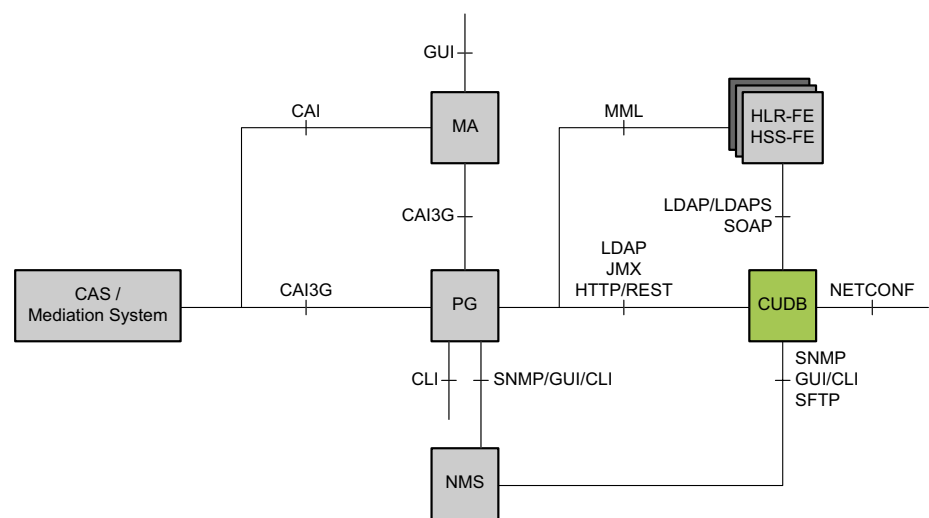 GUI
CAI
MA
MML
HLR-FE
HSS-FE
CAI3G
LDAP/LDAPS
SOAP
CAS /
Mediation System
CAI3G
PG
LDAP
JMX
HTTP/REST
CUDB
NETCONF
CLI
SNMP/GUI/CLI
SNMP
GUI/CLI
SFTP
NMS